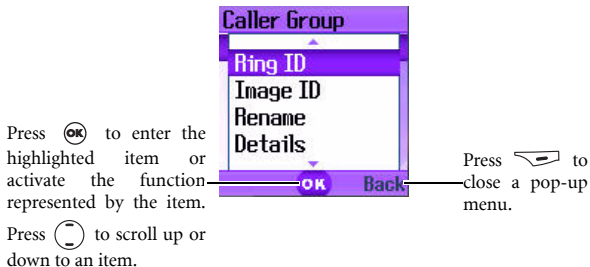 Caller Group
Ring ID
Image ID
Rename
Details
OK Back
Press OK to enter the
highlighted item or
activate the function
represented by the item.
Press to scroll up or
down to an item.
Press to
close a pop-up
menu.